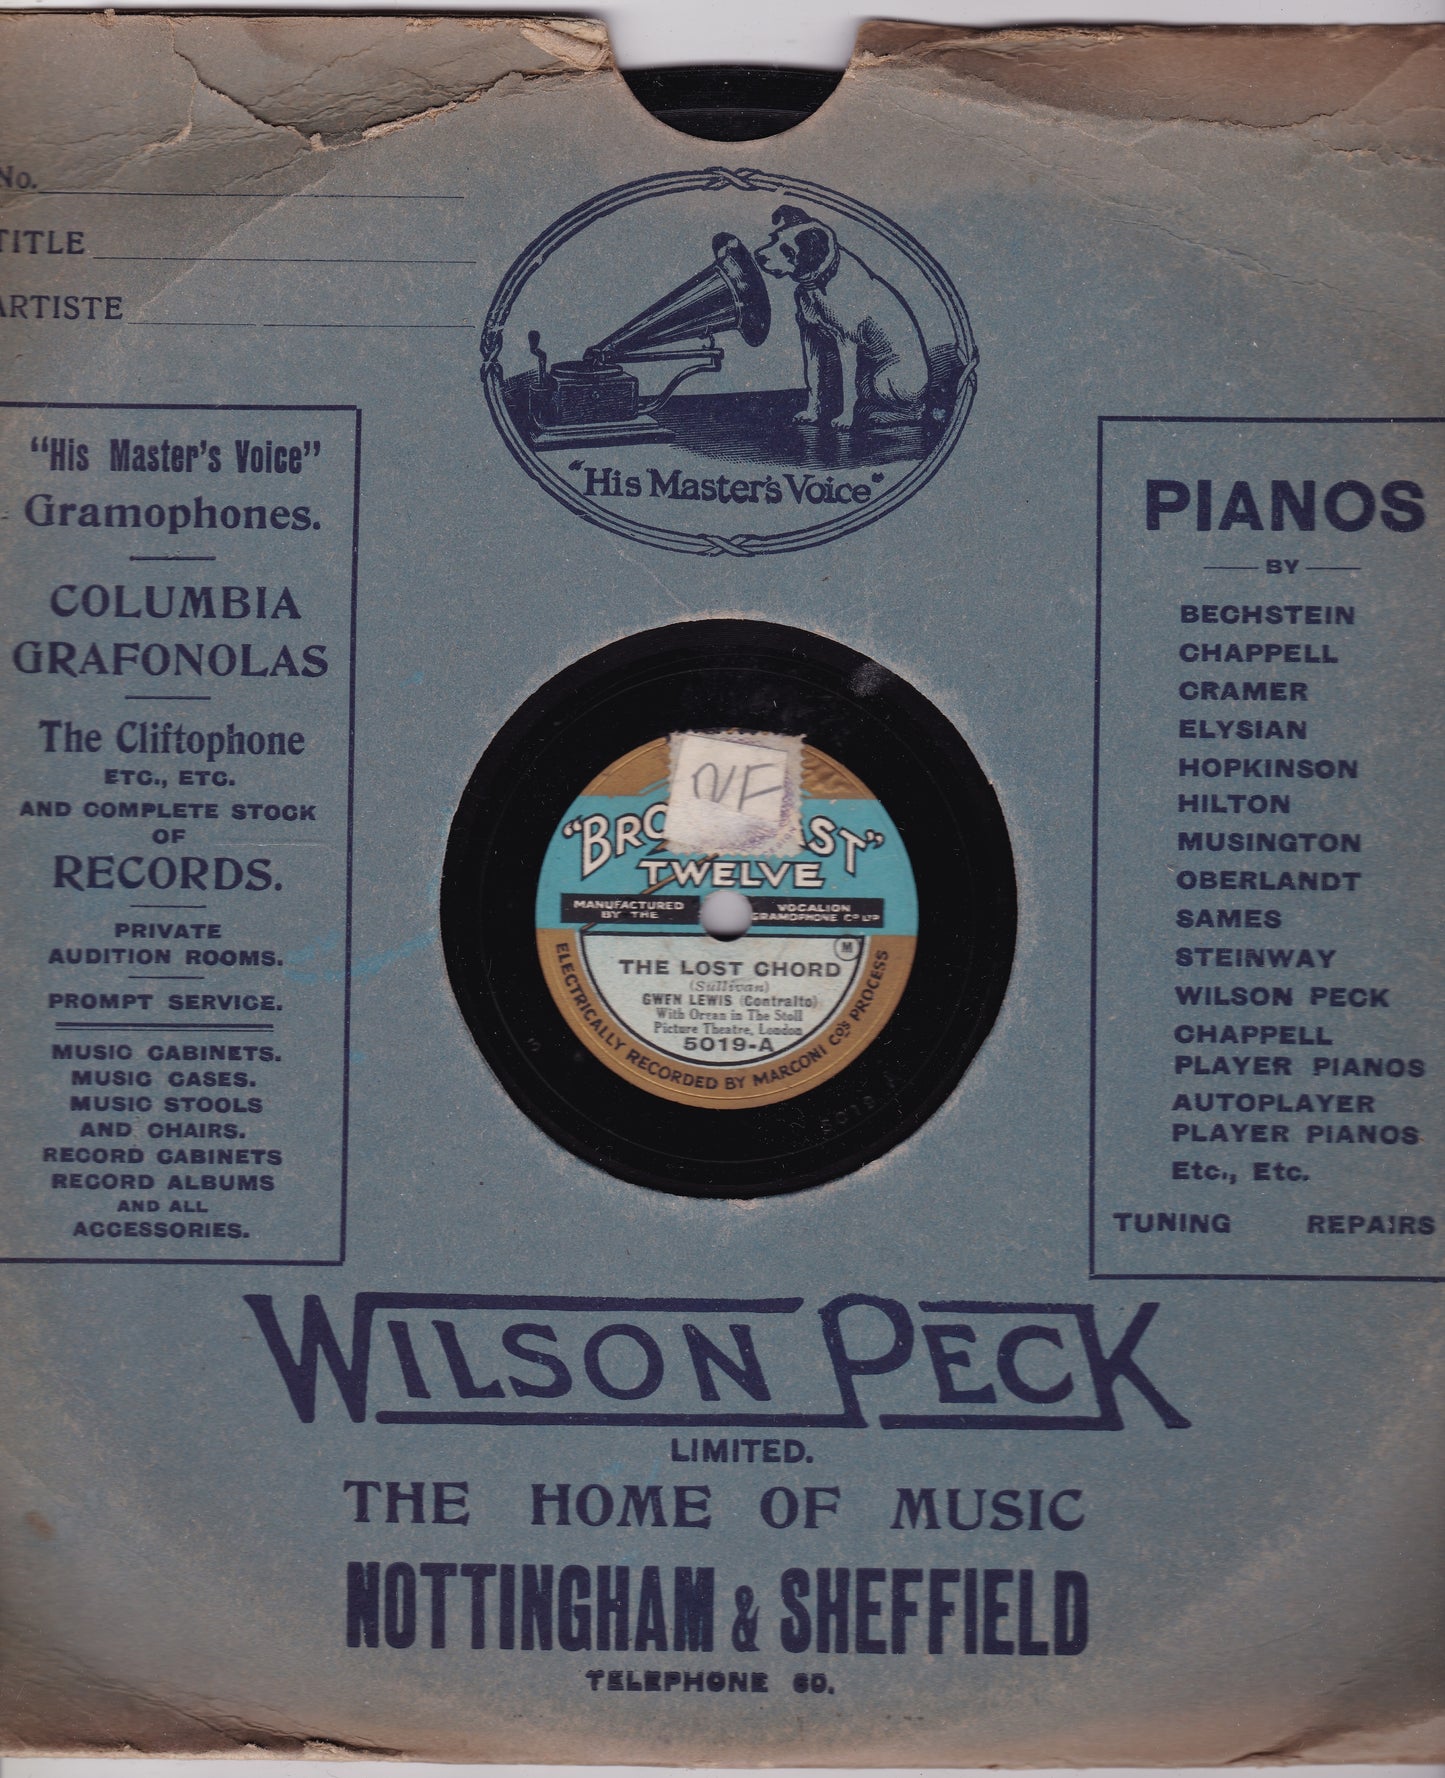 No.
TITLE
ARTISTE
"His Master's Voice"
"His Master's Voice"
Gramophones.
COLUMBIA
GRAFONOLAS
The Cliftophone
ETC., ETC.
AND COMPLETE STOCK
OF
RECORDS.
PRIVATE
AUDITION ROOMS.
PROMPT SERVICE.
MUSIC CABINETS.
MUSIC CASES.
MUSIC STOOLS
AND CHAIRS.
RECORD CABINETS
RECORD ALBUMS
AND ALL
ACCESSORIES.
TWELVE
MANUFACTURED BY THE VOCALION GRAMOPHONE CO LTD
M
THE LOST CHORD
(Sullivan)
GWEN LEWIS (Contralto)
With Organ in The Stoll
Picture Theatre, London
5019-A
ELECTRICALLY RECORDED BY MARCONI CO'S PROCESS
PIANOS
BY
BECHSTEIN
CHAPPELL
CRAMER
ELYSIAN
HOPKINSON
HILTON
MUSINGTON
OBERLANDT
SAMES
STEINWAY
WILSON PECK
CHAPPELL
PLAYER PIANOS
AUTOPLAYER
PLAYER PIANOS
Etc., Etc.
TUNING REPAIRS
WILSON PECK
LIMITED.
THE HOME OF MUSIC
NOTTINGHAM & SHEFFIELD
TELEPHONE 60.